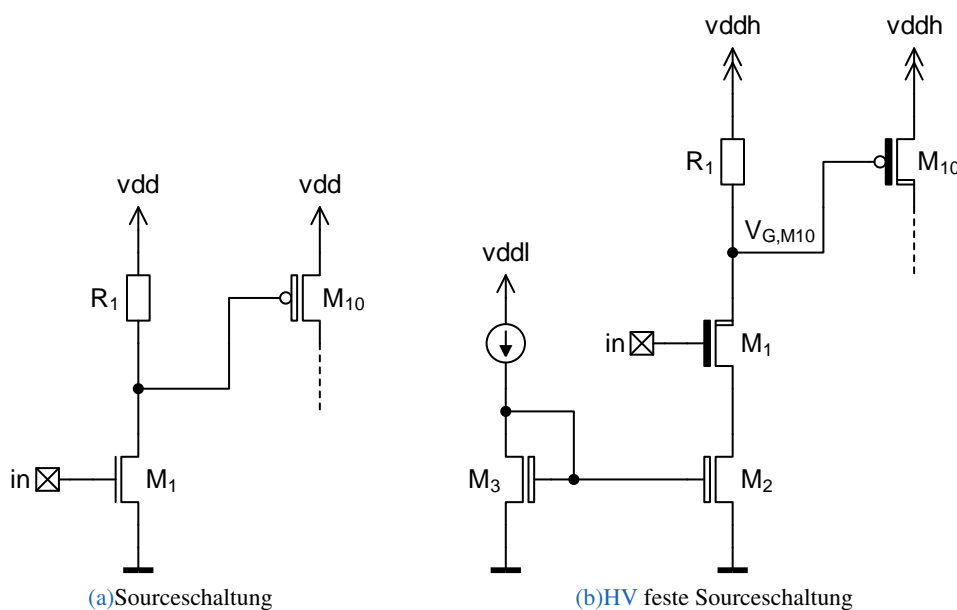 vddh
vddh
R1
M10
vdd
vdd
VG,M10
vddl
R1
M10
in
M1
in
M1
M3
M2
(a)Sourceschaltung
(b)HV feste Sourceschaltung